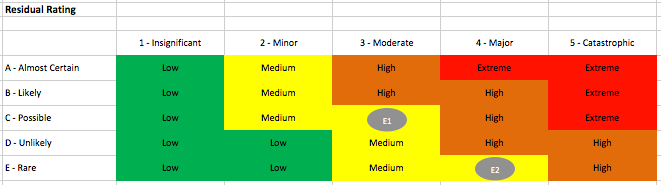 Residual Rating
1 - Insignificant 2 - Minor 3 - Moderate 4 - Major 5 - Catastrophic
A - Almost Certain Low Medium High Extreme Extreme
B - Likely Low Medium High High Extreme
C - Possible Low Medium E1 High Extreme
D - Unlikely Low Low Medium High High
E - Rare Low Low Medium E2 High